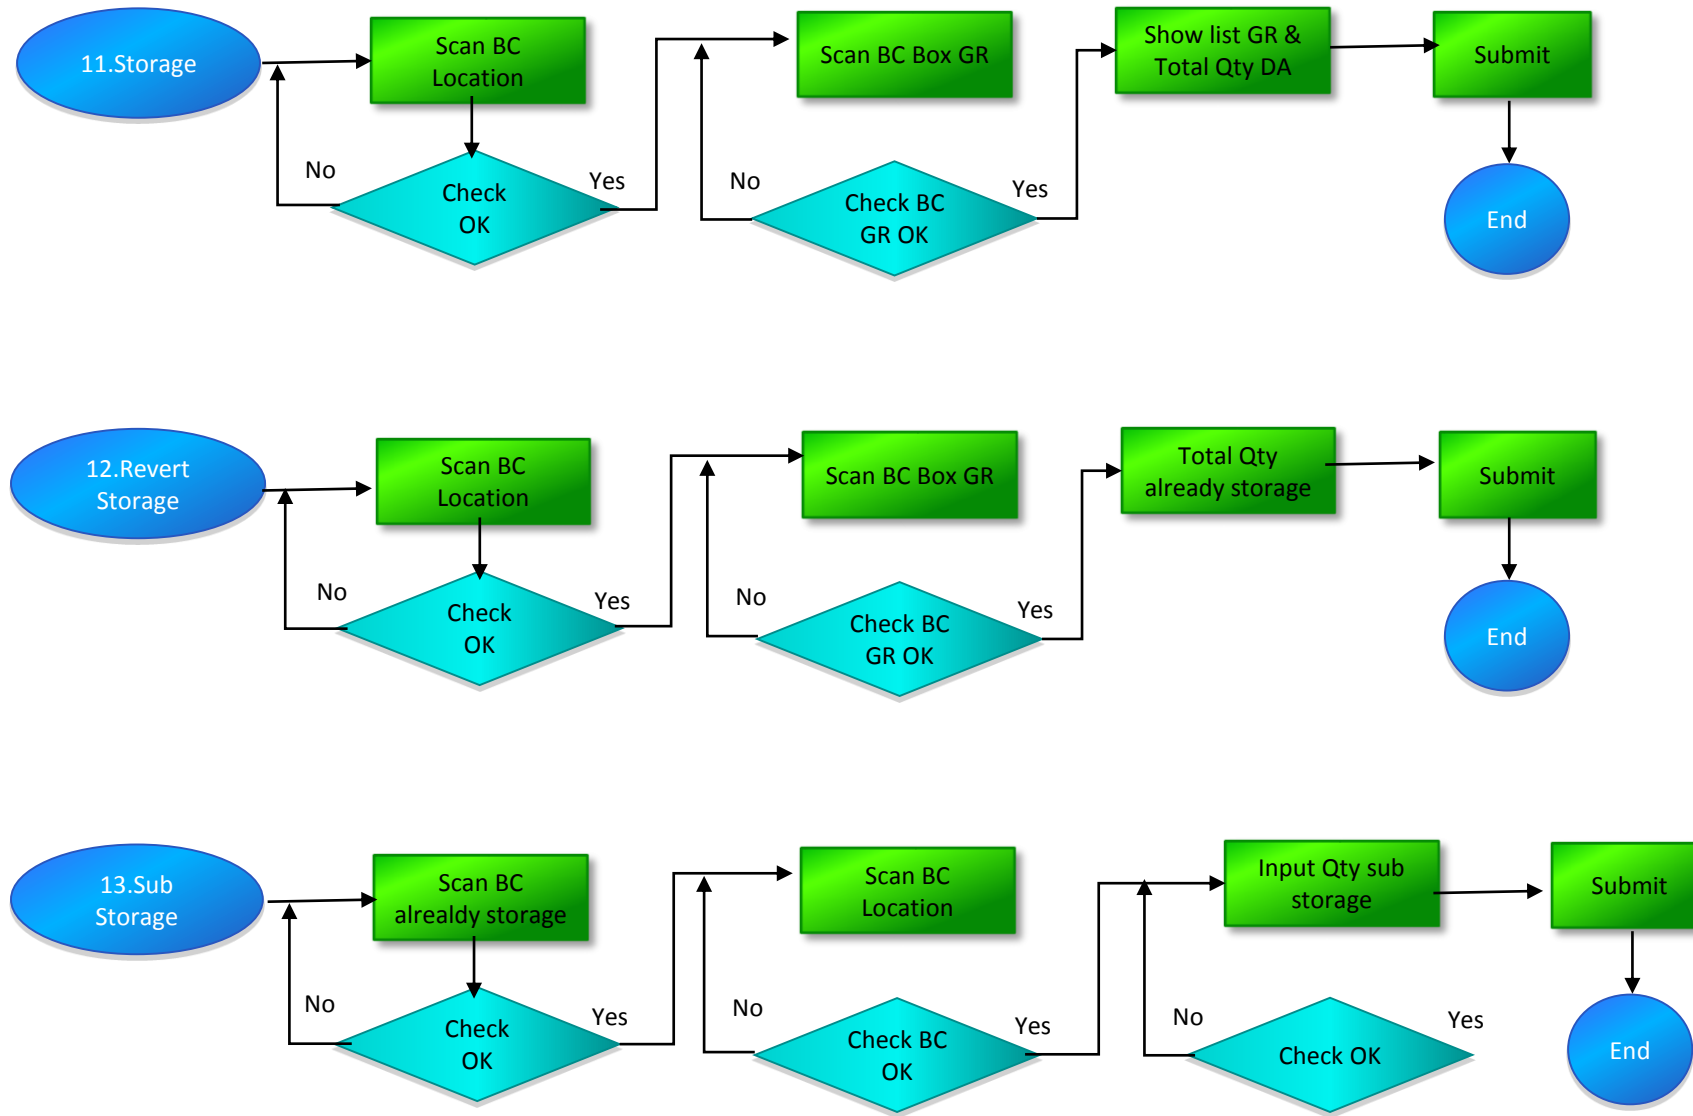 11.Storage
Scan BC
Location
Scan BC Box GR
Show list GR &
Total Qty DA
Submit
No
Check
OK
Yes
No
Check BC
GR OK
Yes
End
12.Revert
Storage
Scan BC
Location
Scan BC Box GR
Total Qty
already storage
Submit
No
Check
OK
Yes
No
Check BC
GR OK
Yes
End
13.Sub
Storage
Scan BC
alrealdy storage
Scan BC
Location
Input Qty sub
storage
Submit
No
Check
OK
Yes
No
Check BC
OK
Yes
No
Check OK
Yes
End